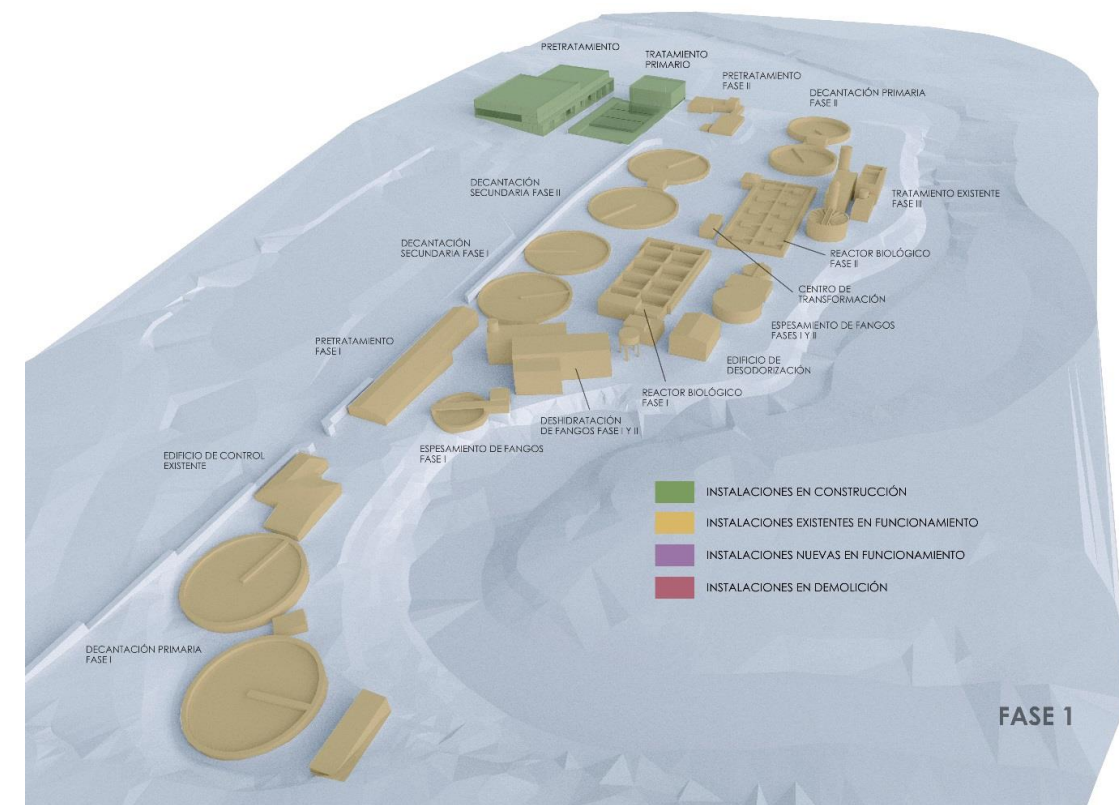 PRETRATAMIENTO
TRATAMIENTO
PRIMARIO
PRETRATAMIENTO
FASE II
DECANTACIÓN PRIMARIA
FASE II
DECANTACIÓN
SECUNDARIA FASE II
TRATAMIENTO EXISTENTE
FASE III
DECANTACIÓN
SECUNDARIA FASE I
REACTOR BIOLÓGICO
FASE II
CENTRO DE
TRANSFORMACIÓN
PRETRATAMIENTO
FASE I
ESPESAMIENTO DE FANGOS
FASES I Y II
EDIFICIO DE
DESODORIZACIÓN
REACTOR BIOLÓGICO
FASE I
DESHIDRATACIÓN
DE FANGOS FASE I Y II
ESPESAMIENTO DE FANGOS
FASE I
EDIFICIO DE CONTROL
EXISTENTE
INSTALACIONES EN CONSTRUCCIÓN
INSTALACIONES EXISTENTES EN FUNCIONAMIENTO
INSTALACIONES NUEVAS EN FUNCIONAMIENTO
INSTALACIONES EN DEMOLICIÓN
DECANTACIÓN PRIMARIA
FASE I
FASE 1